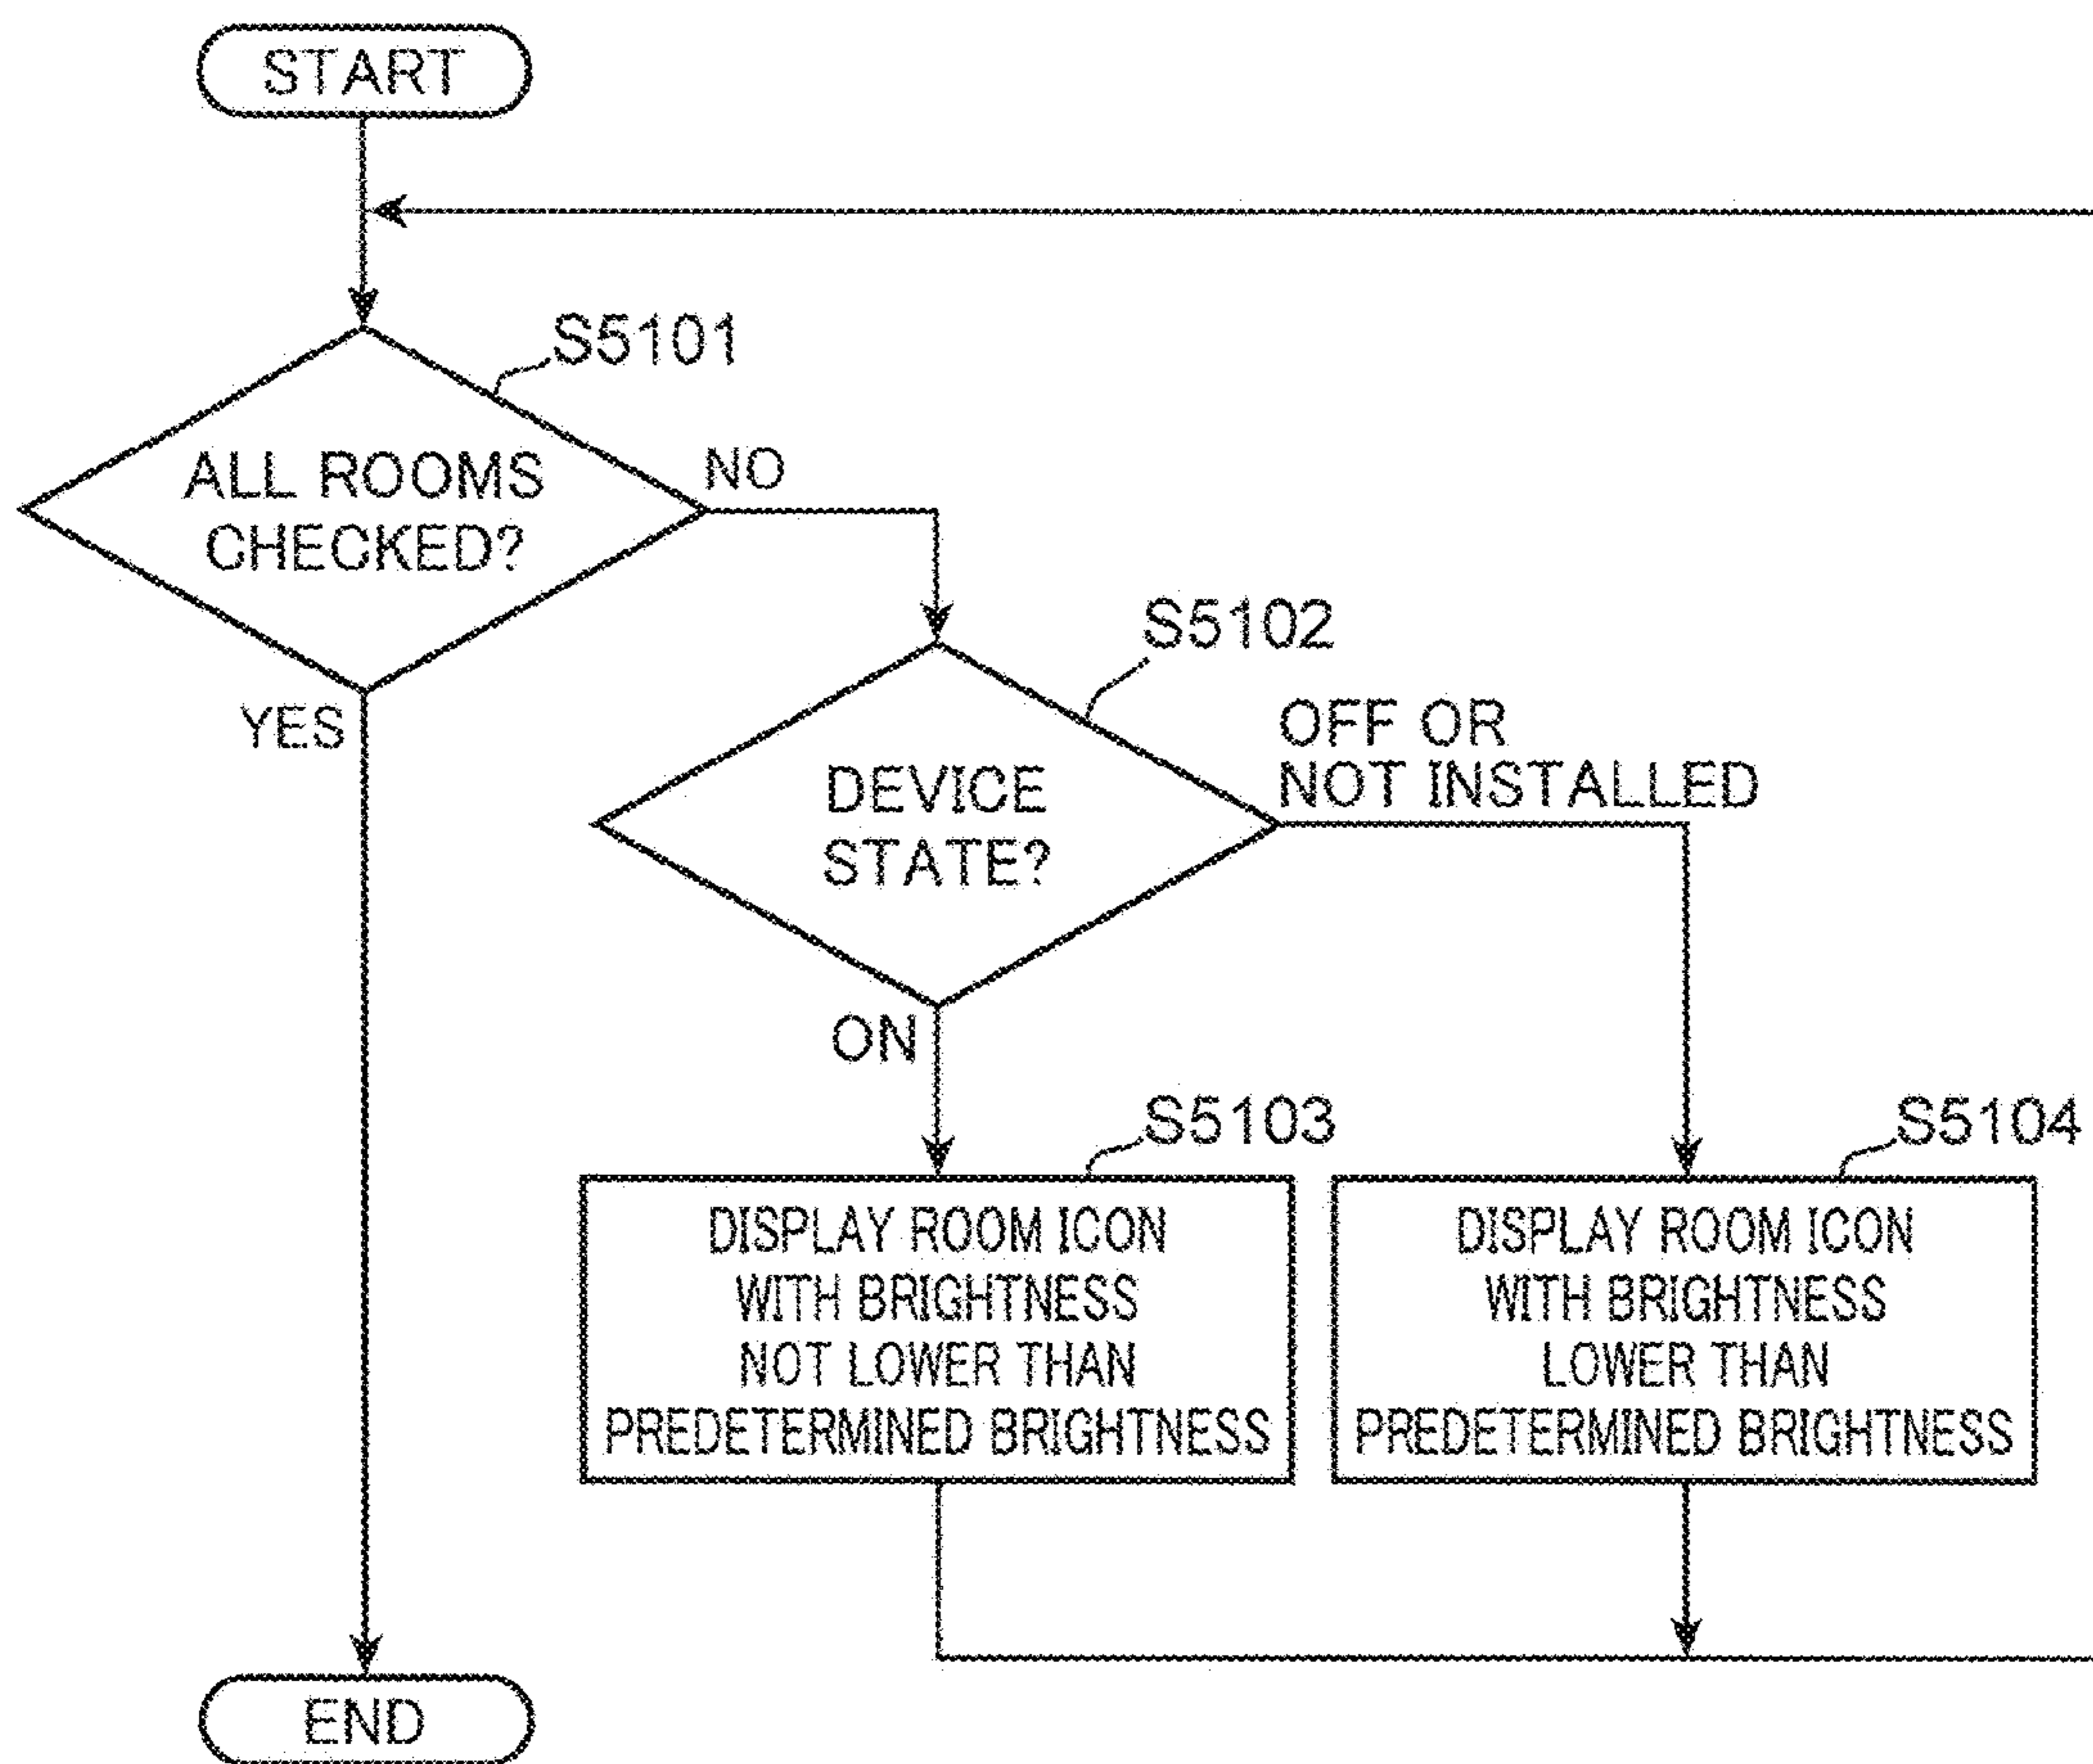 START
S5101
ALL ROOMS
CHECKED?
NO
YES
S5102
DEVICE
STATE?
OFF OR
NOT INSTALLED
ON
S5103
DISPLAY ROOM ICON
WITH BRIGHTNESS
NOT LOWER THAN
PREDETERMINED BRIGHTNESS
S5104
DISPLAY ROOM ICON
WITH BRIGHTNESS
LOWER THAN
PREDETERMINED BRIGHTNESS
END